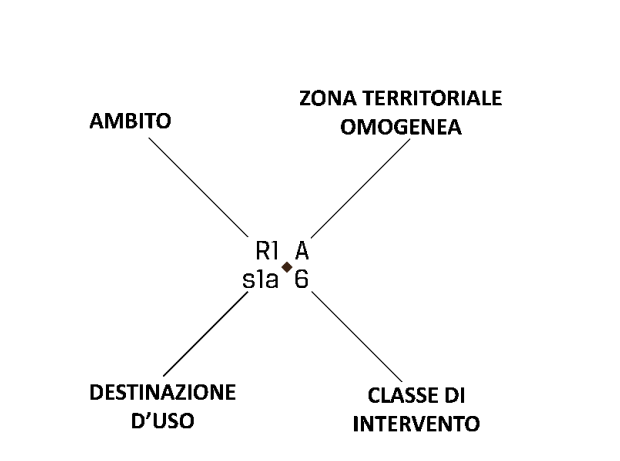 ZONA TERRITORIALE
OMOGENEA
AMBITO
R1 A
s1a 6
DESTINAZIONE
D'USO
CLASSE DI
INTERVENTO